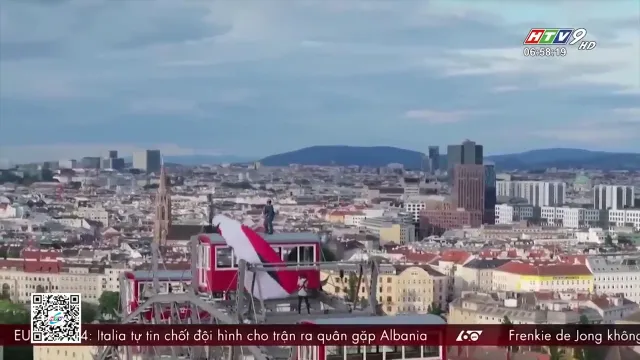 HTV9 HD
06:58:19
EU 4: Italia tự tin chốt đội hình cho trận ra quân gặp Albania 60 Frenkie de Jong không